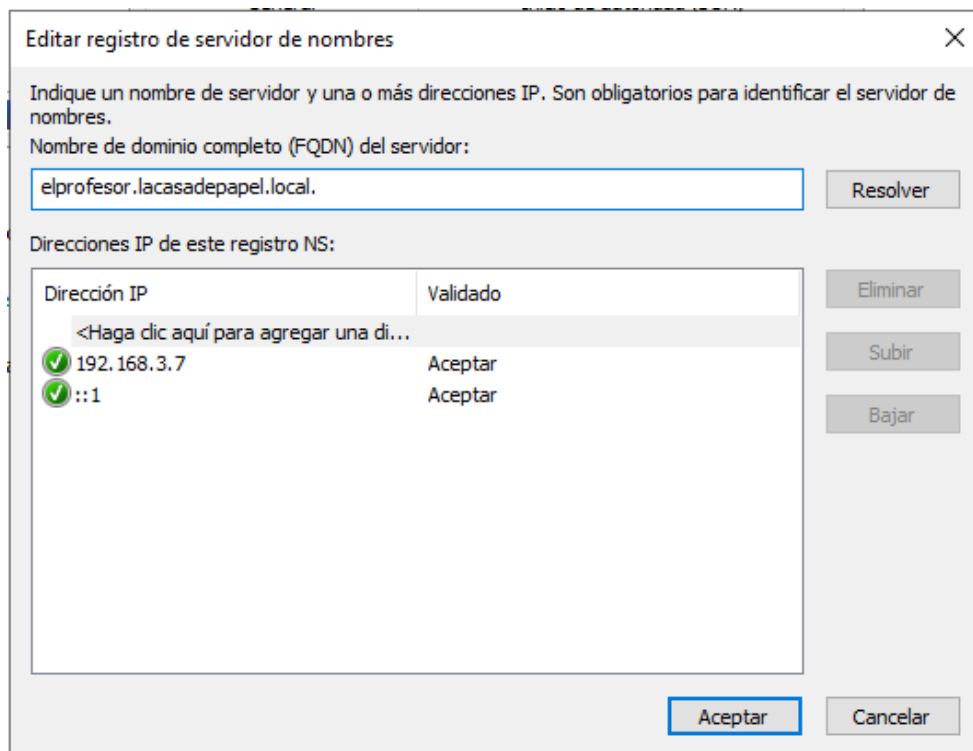 Editar registro de servidor de nombres
Indique un nombre de servidor y una o más direcciones IP. Son obligatorios para identificar el servidor de
nombres.
Nombre de dominio completo (FQDN) del servidor:
elprofesor.lacasadepapel.local.
Resolver
Direcciones IP de este registro NS:
Dirección IP Validado
<Haga clic aquí para agregar una di...
192.168.3.7 Aceptar
::1 Aceptar
Eliminar
Subir
Bajar
Aceptar Cancelar